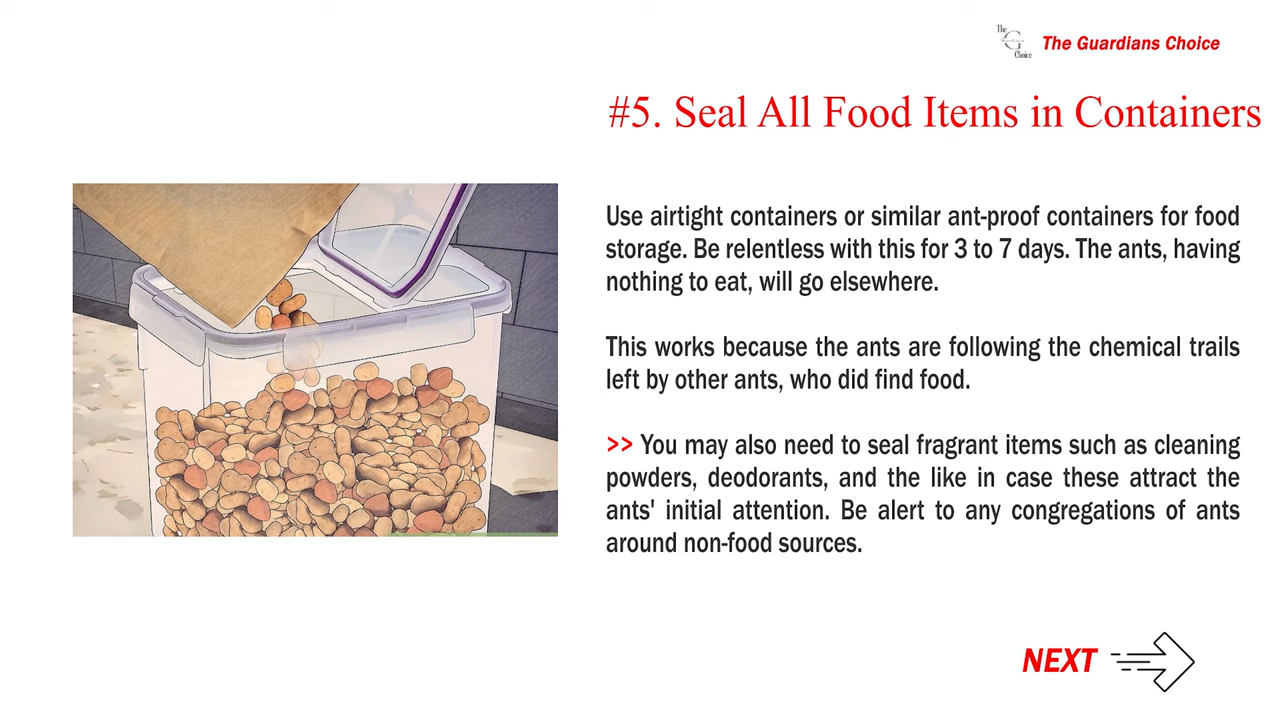 The
G
Choice
The Guardians Choice
#5. Seal All Food Items in Containers
Use airtight containers or similar ant-proof containers for food
storage. Be relentless with this for 3 to 7 days. The ants, having
nothing to eat, will go elsewhere.
This works because the ants are following the chemical trails
left by other ants, who did find food.
>> You may also need to seal fragrant items such as cleaning
powders, deodorants, and the like in case these attract the
ants' initial attention. Be alert to any congregations of ants
around non-food sources.
NEXT